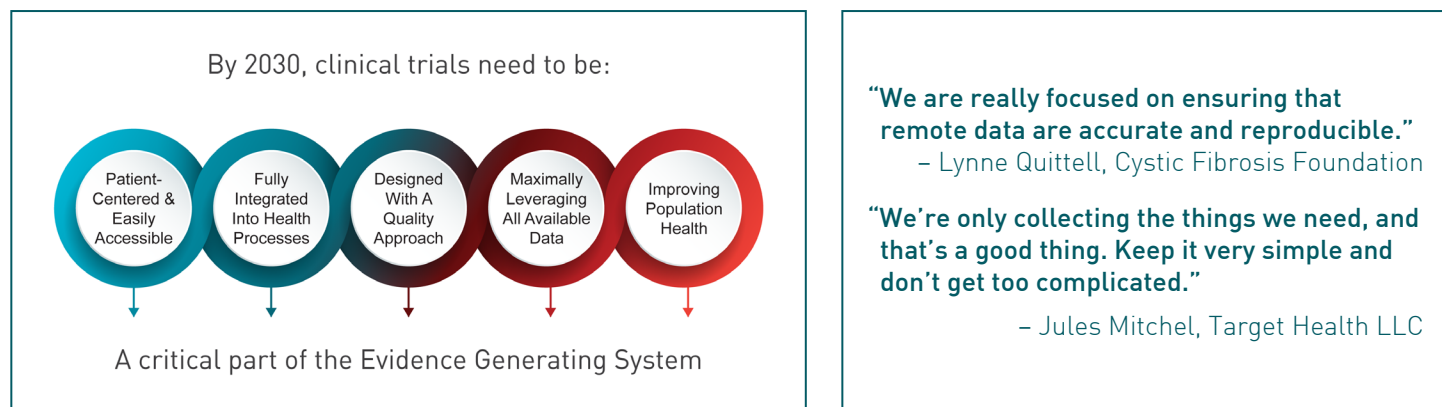 By 2030, clinical trials need to be:
Patient-
Centered &
Easily
Accessible
Fully
Integrated
Into Health
Processes
Designed
With A
Quality
Approach
Maximally
Leveraging
All Available
Data
Improving
Population
Health
A critical part of the Evidence Generating System
“We are really focused on ensuring that
remote data are accurate and reproducible.”
– Lynne Quittell, Cystic Fibrosis Foundation
“We’re only collecting the things we need, and
that’s a good thing. Keep it very simple and
don’t get too complicated.”
– Jules Mitchel, Target Health LLC